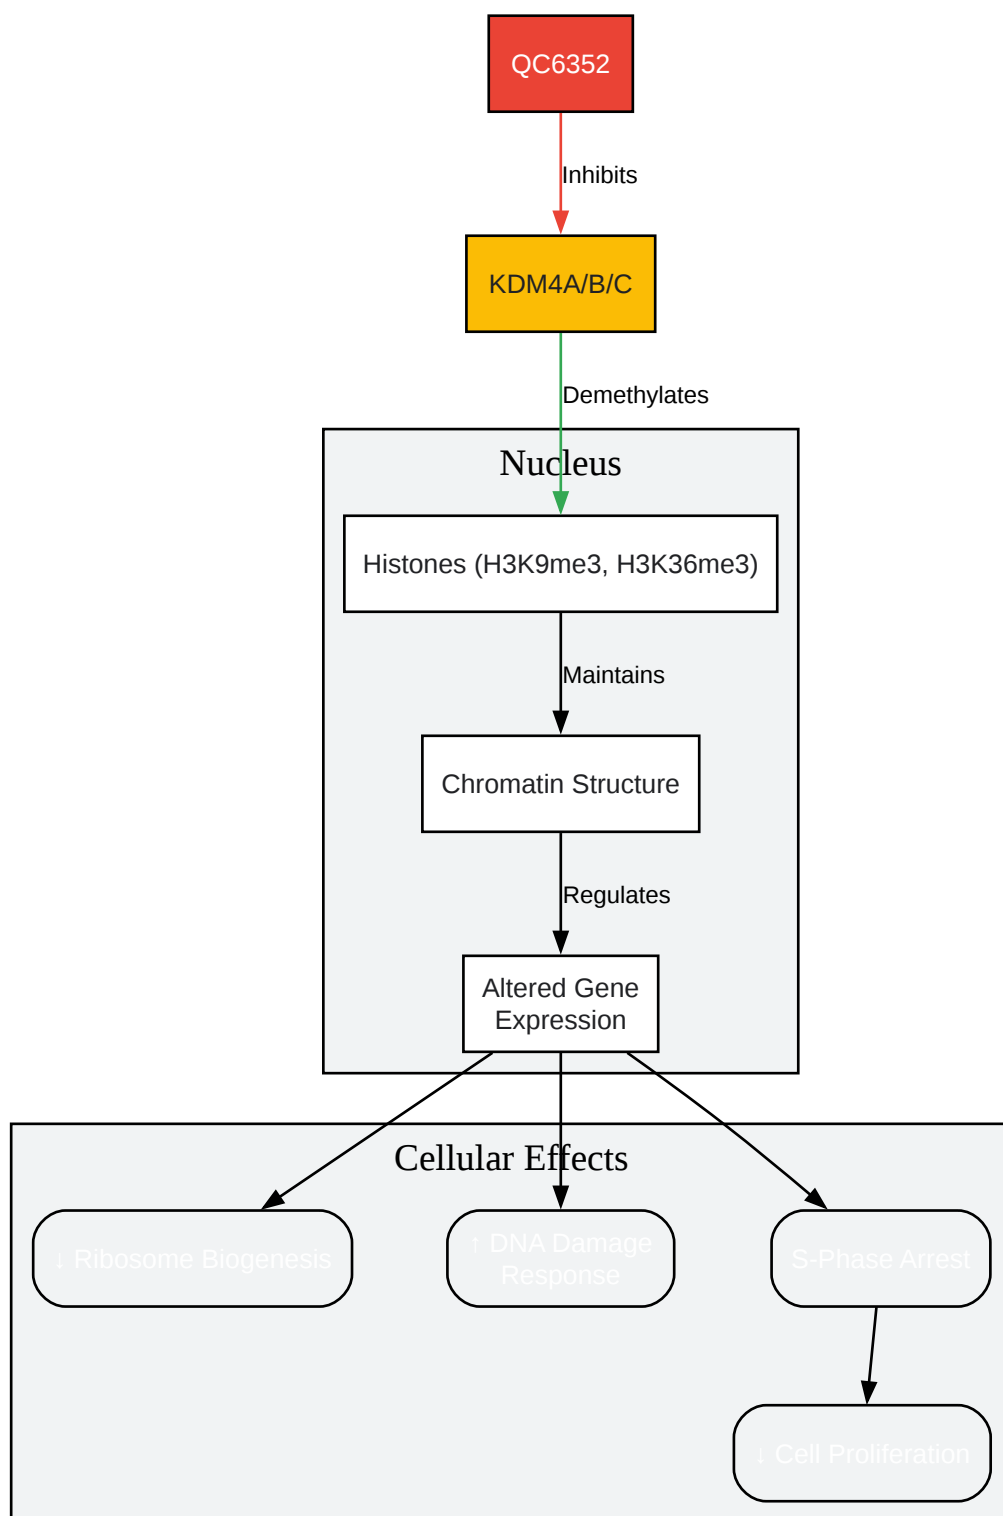 QC6352
Inhibits
KDM4A/B/C
Demethylates
Nucleus
Histones (H3K9me3, H3K36me3)
Maintains
Chromatin Structure
Regulates
Altered Gene
Expression
Cellular Effects
↓ Ribosome Biogenesis
↑ DNA Damage
Response
S-Phase Arrest
↓ Cell Proliferation